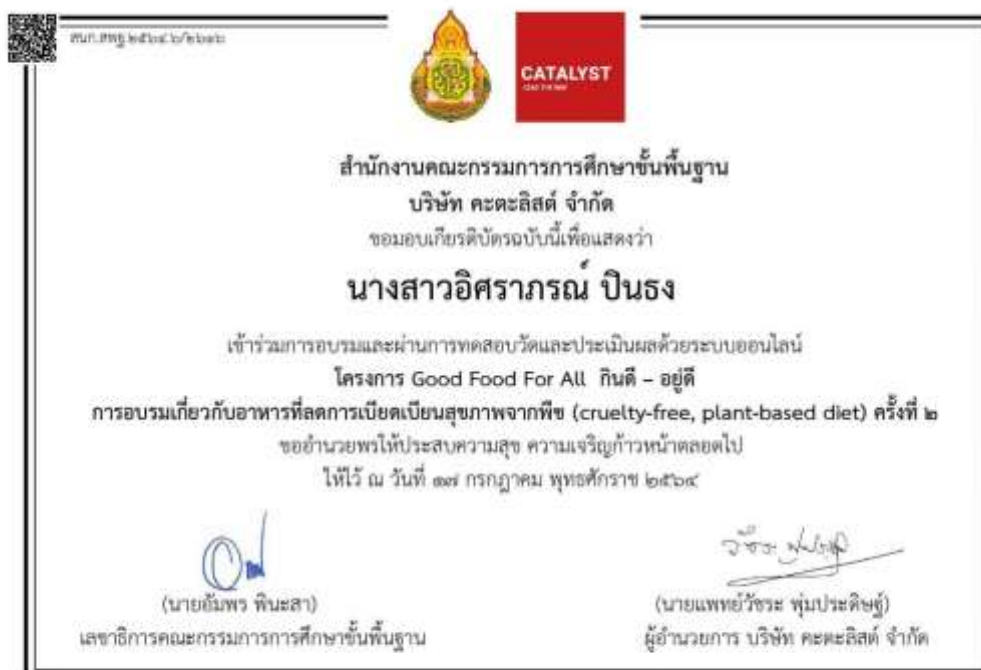 CATALYST
สำนักงานคณะกรรมการการศึกษาขั้นพื้นฐาน
บริษัท คะตะลิสต์ จำกัด
ขอมอบเกียรติบัตรฉบับนี้เพื่อแสดงว่า
นางสาวอิศราภรณ์ ปินธง
เข้าร่วมการอบรมและผ่านการทดสอบวัดและประเมินผลด้วยระบบออนไลน์
โครงการ Good Food For All กินดี – อยู่ดี
การอบรมเกี่ยวกับอาหารที่ลดการเบียดเบียนสุขภาพจากพืช (cruelty-free, plant-based diet) ครั้งที่ ๒
ขออำนวยพรให้ประสบความสุข ความเจริญก้าวหน้าตลอดไป
ให้ไว้ ณ วันที่ ๑๗ กรกฎาคม พุทธศักราช ๒๕๖๔
(นายอัมพร พินะสา)
เลขาธิการคณะกรรมการการศึกษาขั้นพื้นฐาน
(นายแพทย์วัชระ พุ่มประดิษฐ์)
ผู้อำนวยการ บริษัท คะตะลิสต์ จำกัด